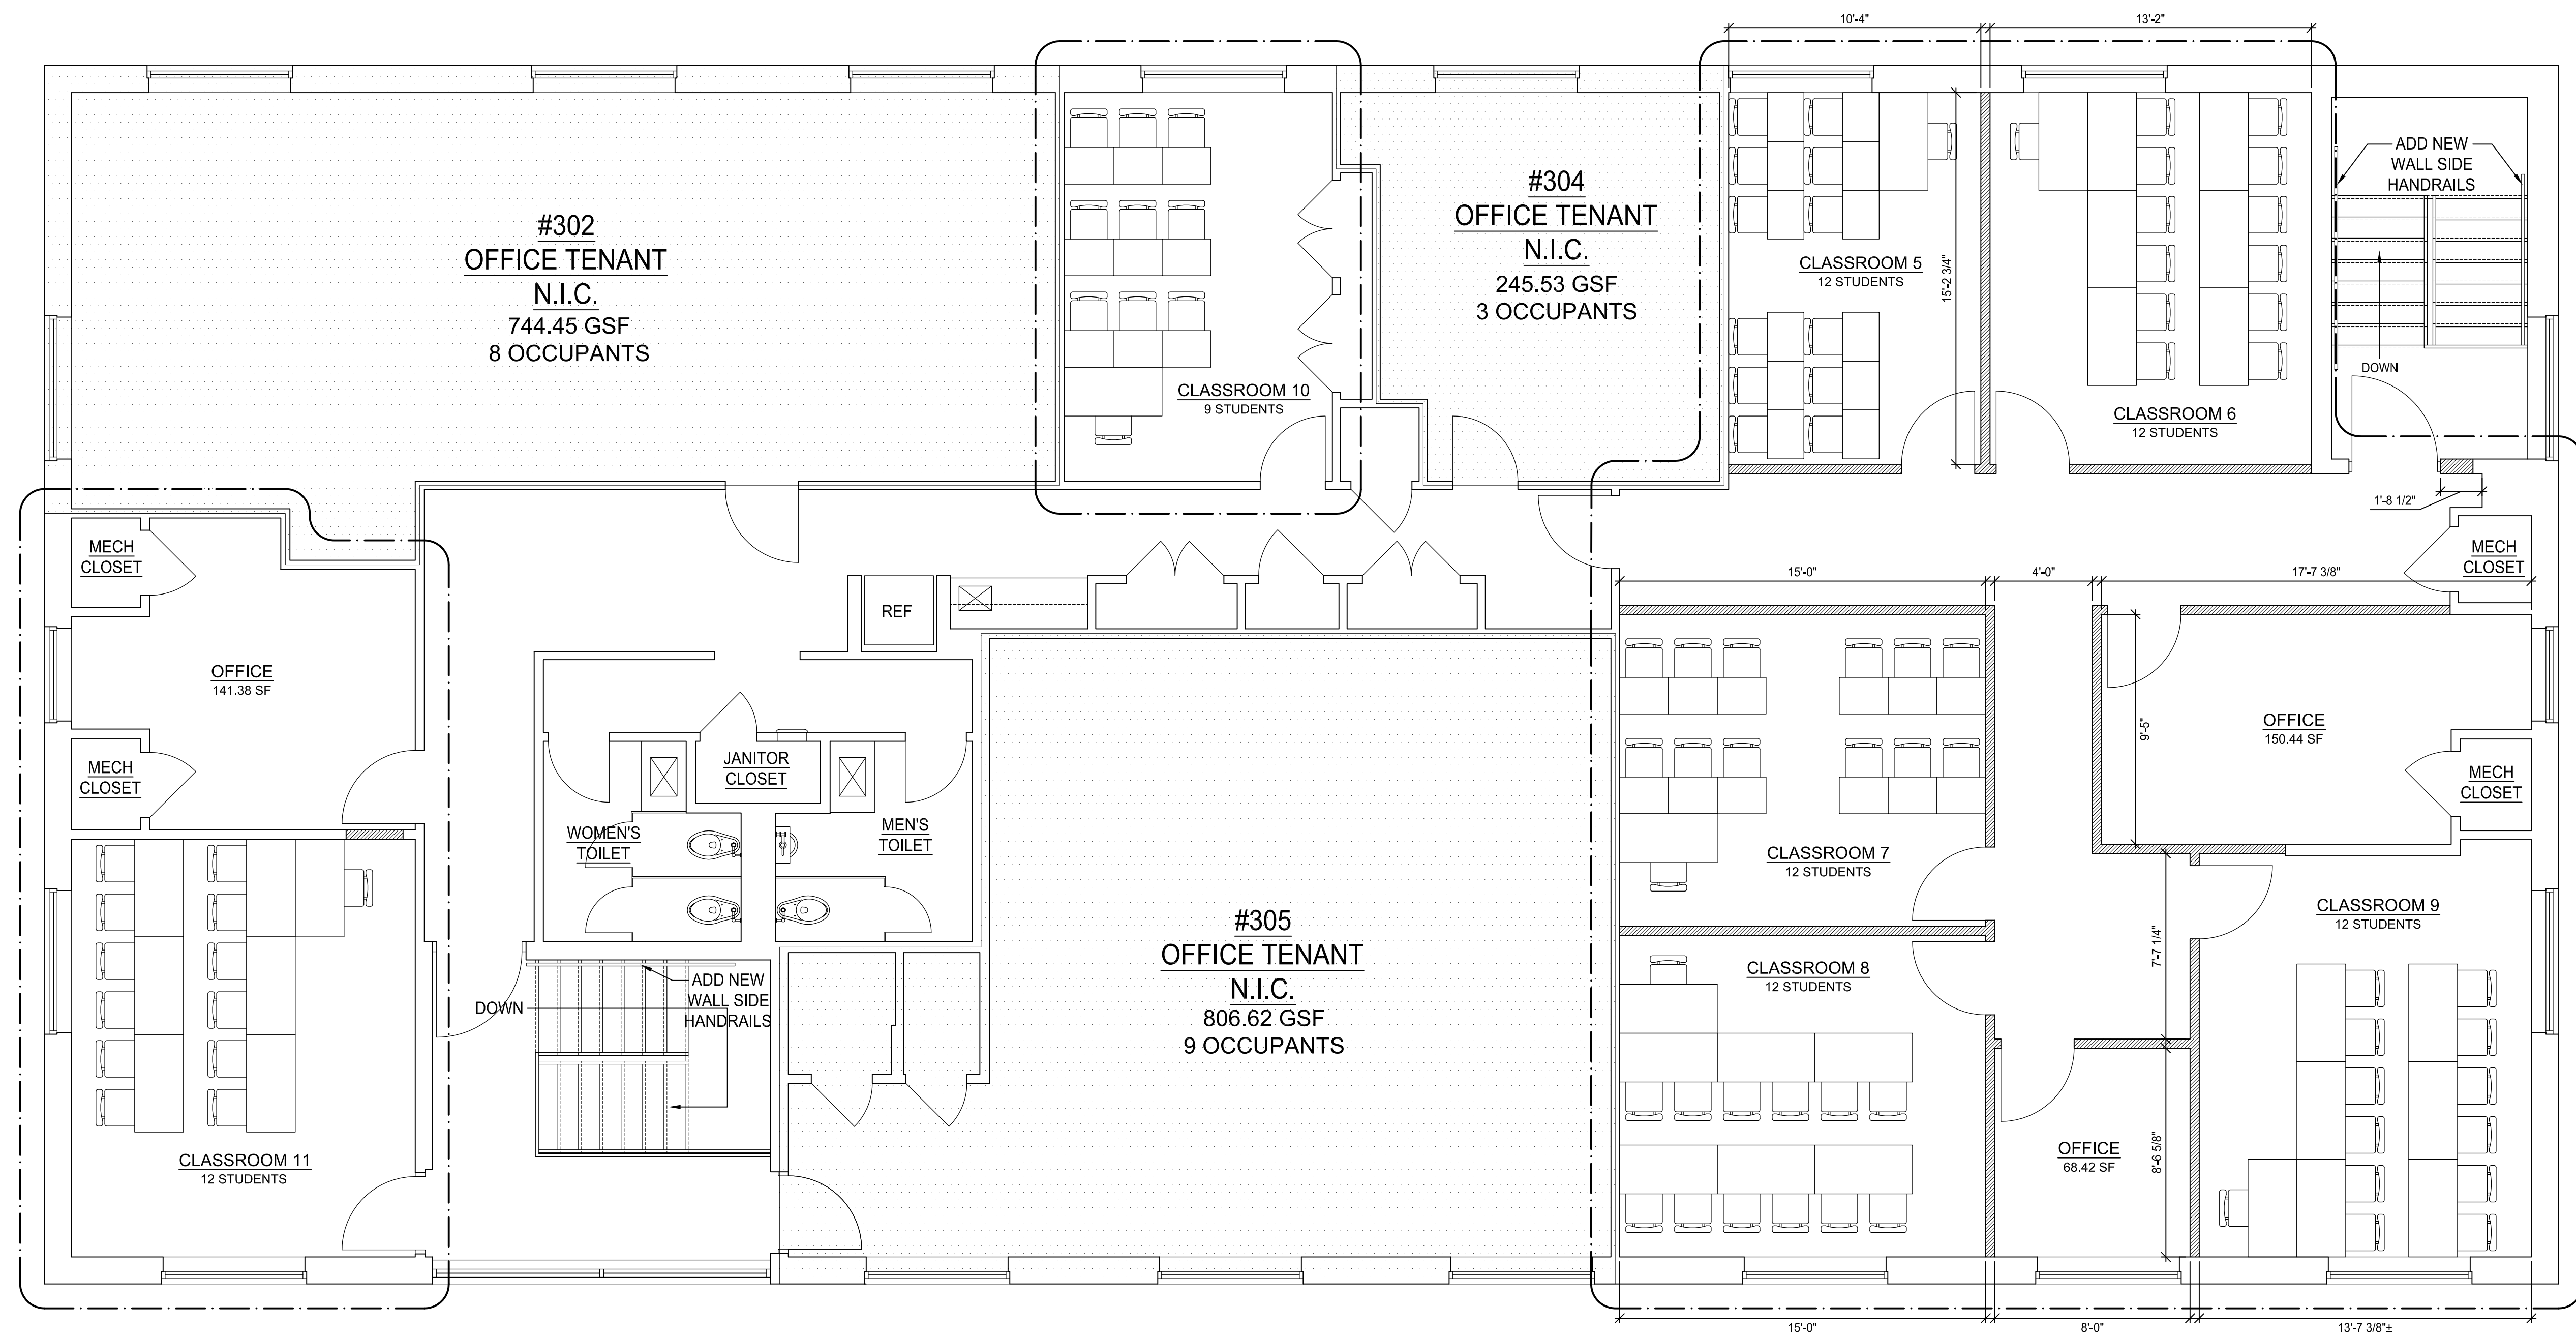 10'-4"
13'-2"
#302
OFFICE TENANT
N.I.C.
744.45 GSF
8 OCCUPANTS
CLASSROOM 10
9 STUDENTS
#304
OFFICE TENANT
N.I.C.
245.53 GSF
3 OCCUPANTS
CLASSROOM 5
12 STUDENTS
15'-2 3/4"
CLASSROOM 6
12 STUDENTS
ADD NEW
WALL SIDE
HANDRAILS
DOWN
1'-8 1/2"
MECH
CLOSET
OFFICE
141.38 SF
MECH
CLOSET
REF
15'-0"
4'-0"
17'-7 3/8"
MECH
CLOSET
OFFICE
150.44 SF
9'-5"
MECH
CLOSET
JANITOR
CLOSET
WOMEN'S
TOILET
MEN'S
TOILET
CLASSROOM 7
12 STUDENTS
CLASSROOM 9
12 STUDENTS
7'-7 1/4"
#305
OFFICE TENANT
N.I.C.
806.62 GSF
9 OCCUPANTS
CLASSROOM 8
12 STUDENTS
ADD NEW
WALL SIDE
HANDRAILS
DOWN
CLASSROOM 11
12 STUDENTS
OFFICE
68.42 SF
8'-6 5/8"
15'-0"
8'-0"
13'-7 3/8"±